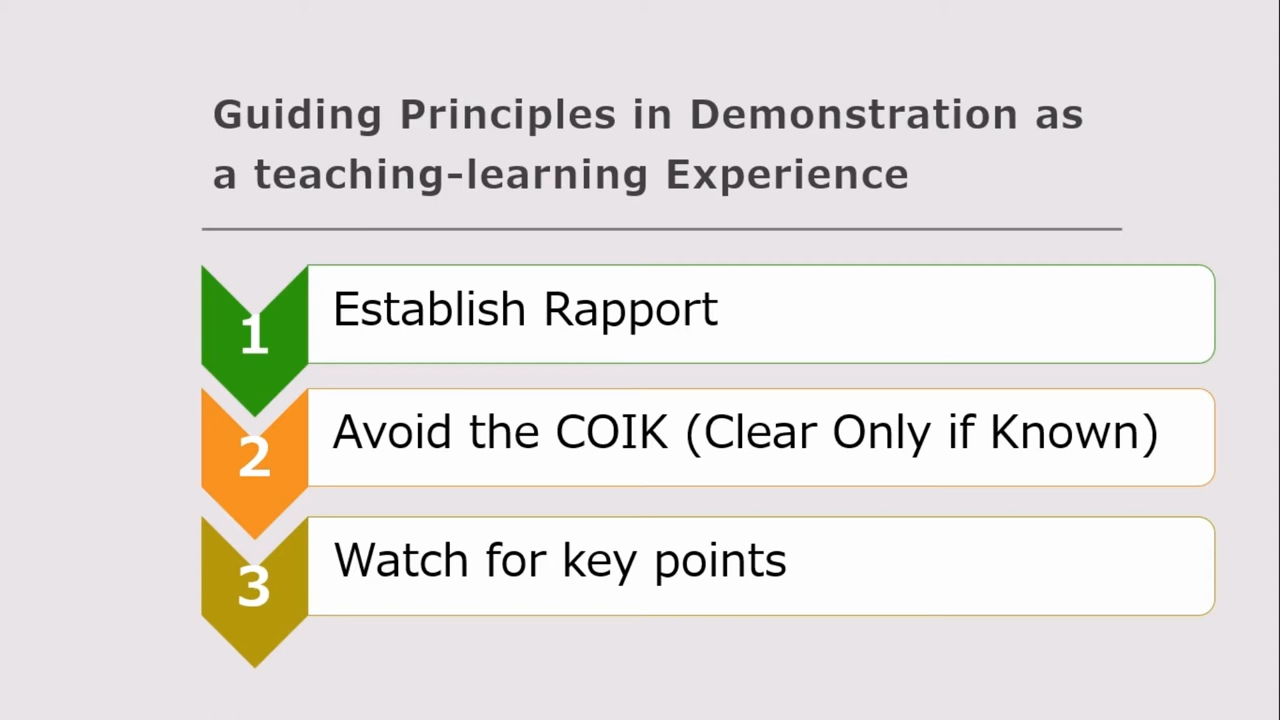 Guiding Principles in Demonstration as
a teaching-learning Experience
1
Establish Rapport
2
Avoid the COIK (Clear Only if Known)
3
Watch for key points